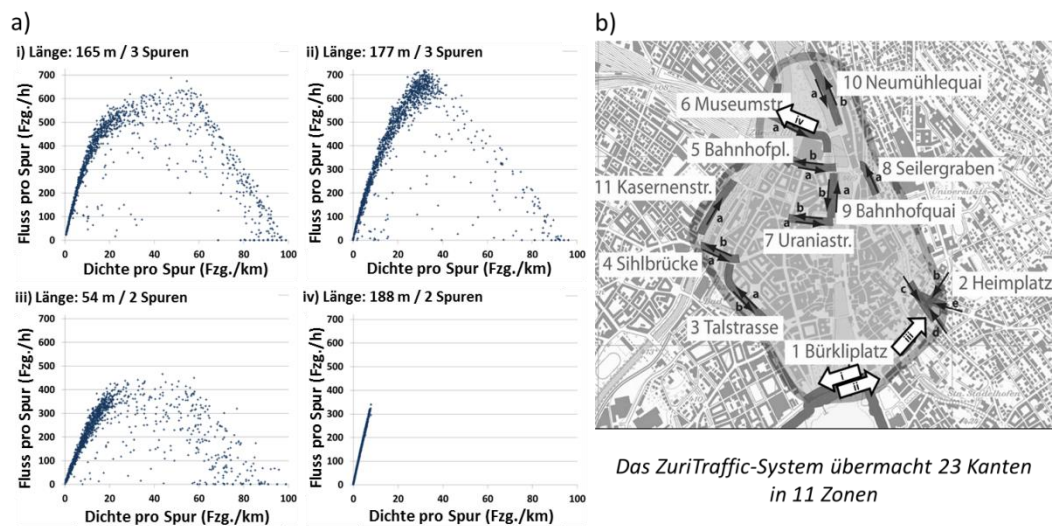 a)
i) Länge: 165 m / 3 Spuren
Fluss pro Spur (Fzg./h)
700
600
500
400
300
200
100
0
0 20 40 60 80 100
Dichte pro Spur (Fzg./km)
ii) Länge: 177 m / 3 Spuren
Fluss pro Spur (Fzg./h)
700
600
500
400
300
200
100
0
0 20 40 60 80 100
Dichte pro Spur (Fzg./km)
iii) Länge: 54 m / 2 Spuren
Fluss pro Spur (Fzg./h)
700
600
500
400
300
200
100
0
0 20 40 60 80 100
Dichte pro Spur (Fzg./km)
iv) Länge: 188 m / 2 Spuren
Fluss pro Spur (Fzg./h)
700
600
500
400
300
200
100
0
0 20 40 60 80 100
Dichte pro Spur (Fzg./km)
b)
10 Neumühlequai
a
b
6 Museumstr.
iv
a
5 Bahnhofpl.
b
a
8 Seilergraben
a
11 Kasernenstr.
a
b
a
9 Bahnhofquai
b
a
7 Uraniastr.
b
a
4 Sihlbrücke
2 Heimplatz
b
c
e
d
a
b
3 Talstrasse
iii
1 Bürkliplatz
i
ii
Das ZuriTraffic-System übermacht 23 Kanten
in 11 Zonen